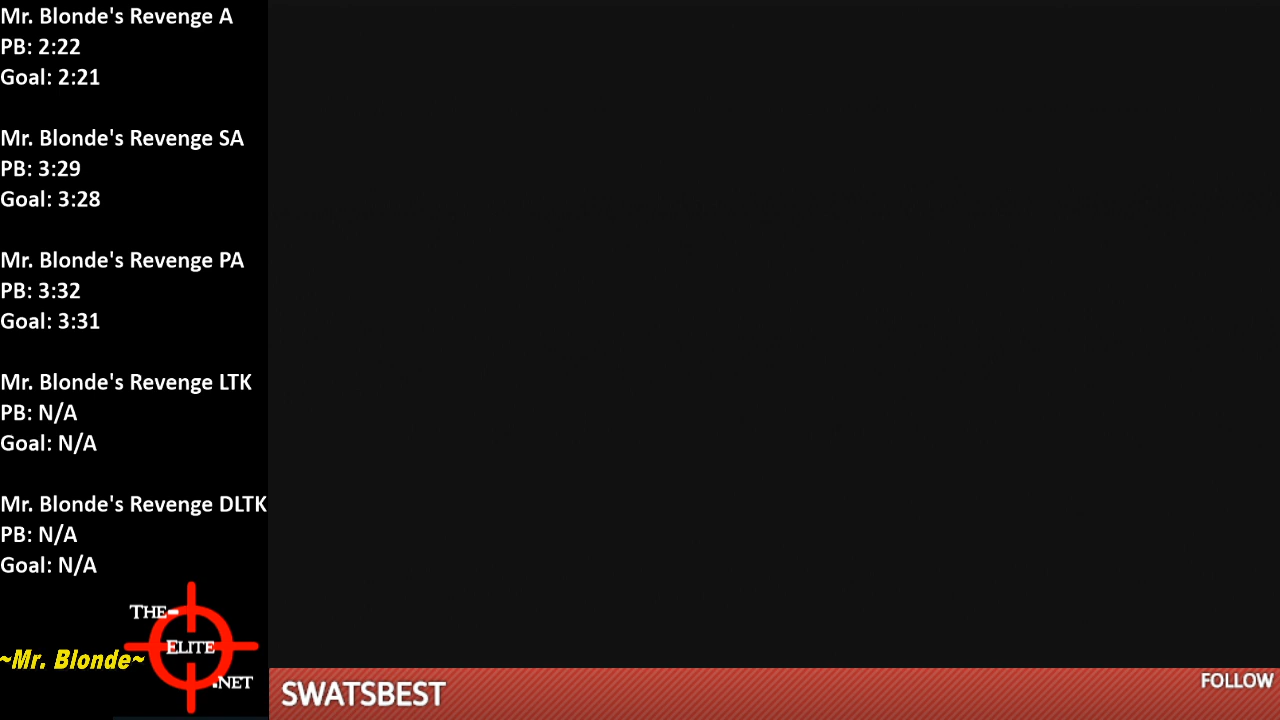 Mr. Blonde's Revenge A
PB: 2:22
Goal: 2:21
Mr. Blonde's Revenge SA
PB: 3:29
Goal: 3:28
Mr. Blonde's Revenge PA
PB: 3:32
Goal: 3:31
Mr. Blonde's Revenge LTK
PB: N/A
Goal: N/A
Mr. Blonde's Revenge DLTK
PB: N/A
Goal: N/A
THE-
ELITE
.NET
~Mr. Blonde~
SWATSBEST
FOLLOW